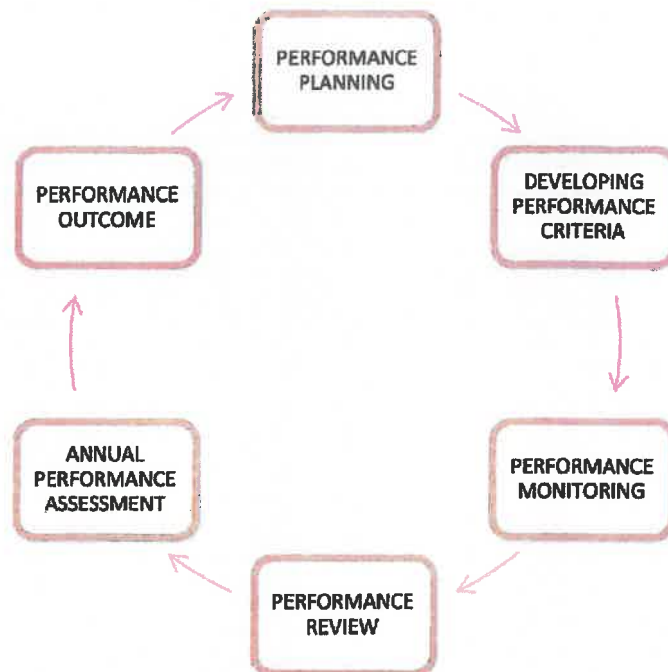 PERFORMANCE
PLANNING
DEVELOPING
PERFORMANCE
CRITERIA
PERFORMANCE
MONITORING
PERFORMANCE
REVIEW
ANNUAL
PERFORMANCE
ASSESSMENT
PERFORMANCE
OUTCOME